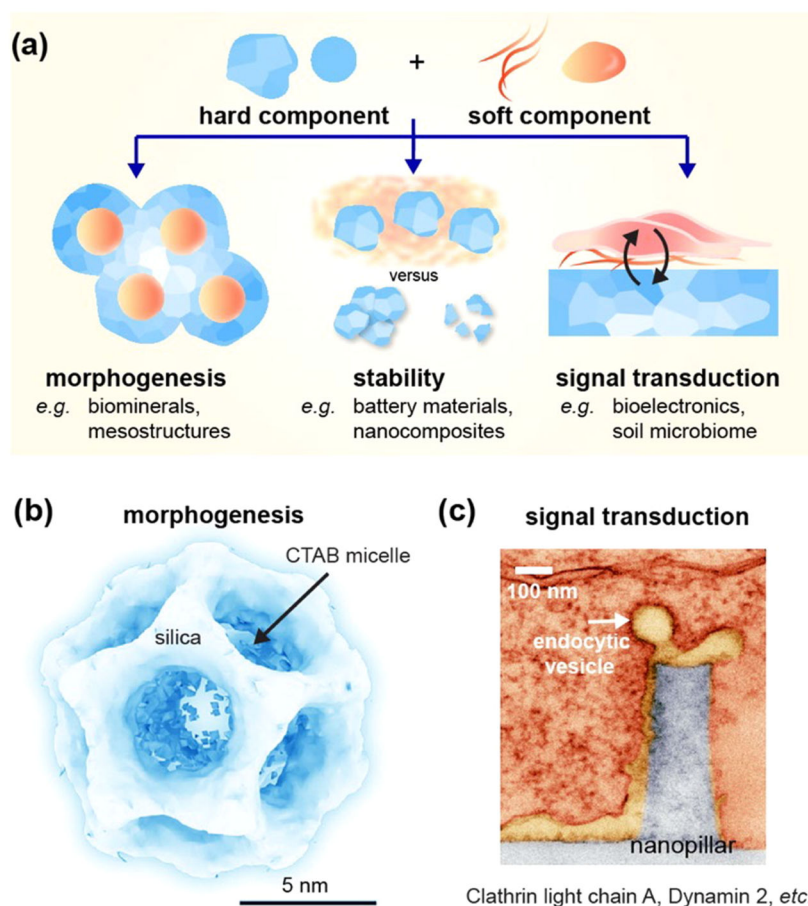 (a)
+
hard component
soft component
versus
morphogenesis
e.g. biominerals,
mesostructures
stability
e.g. battery materials,
nanocomposites
signal transduction
e.g. bioelectronics,
soil microbiome
(b)
morphogenesis
CTAB micelle
silica
5 nm
(c)
signal transduction
100 nm
endocytic
vesicle
nanopillar
Clathrin light chain A, Dynamin 2, etc